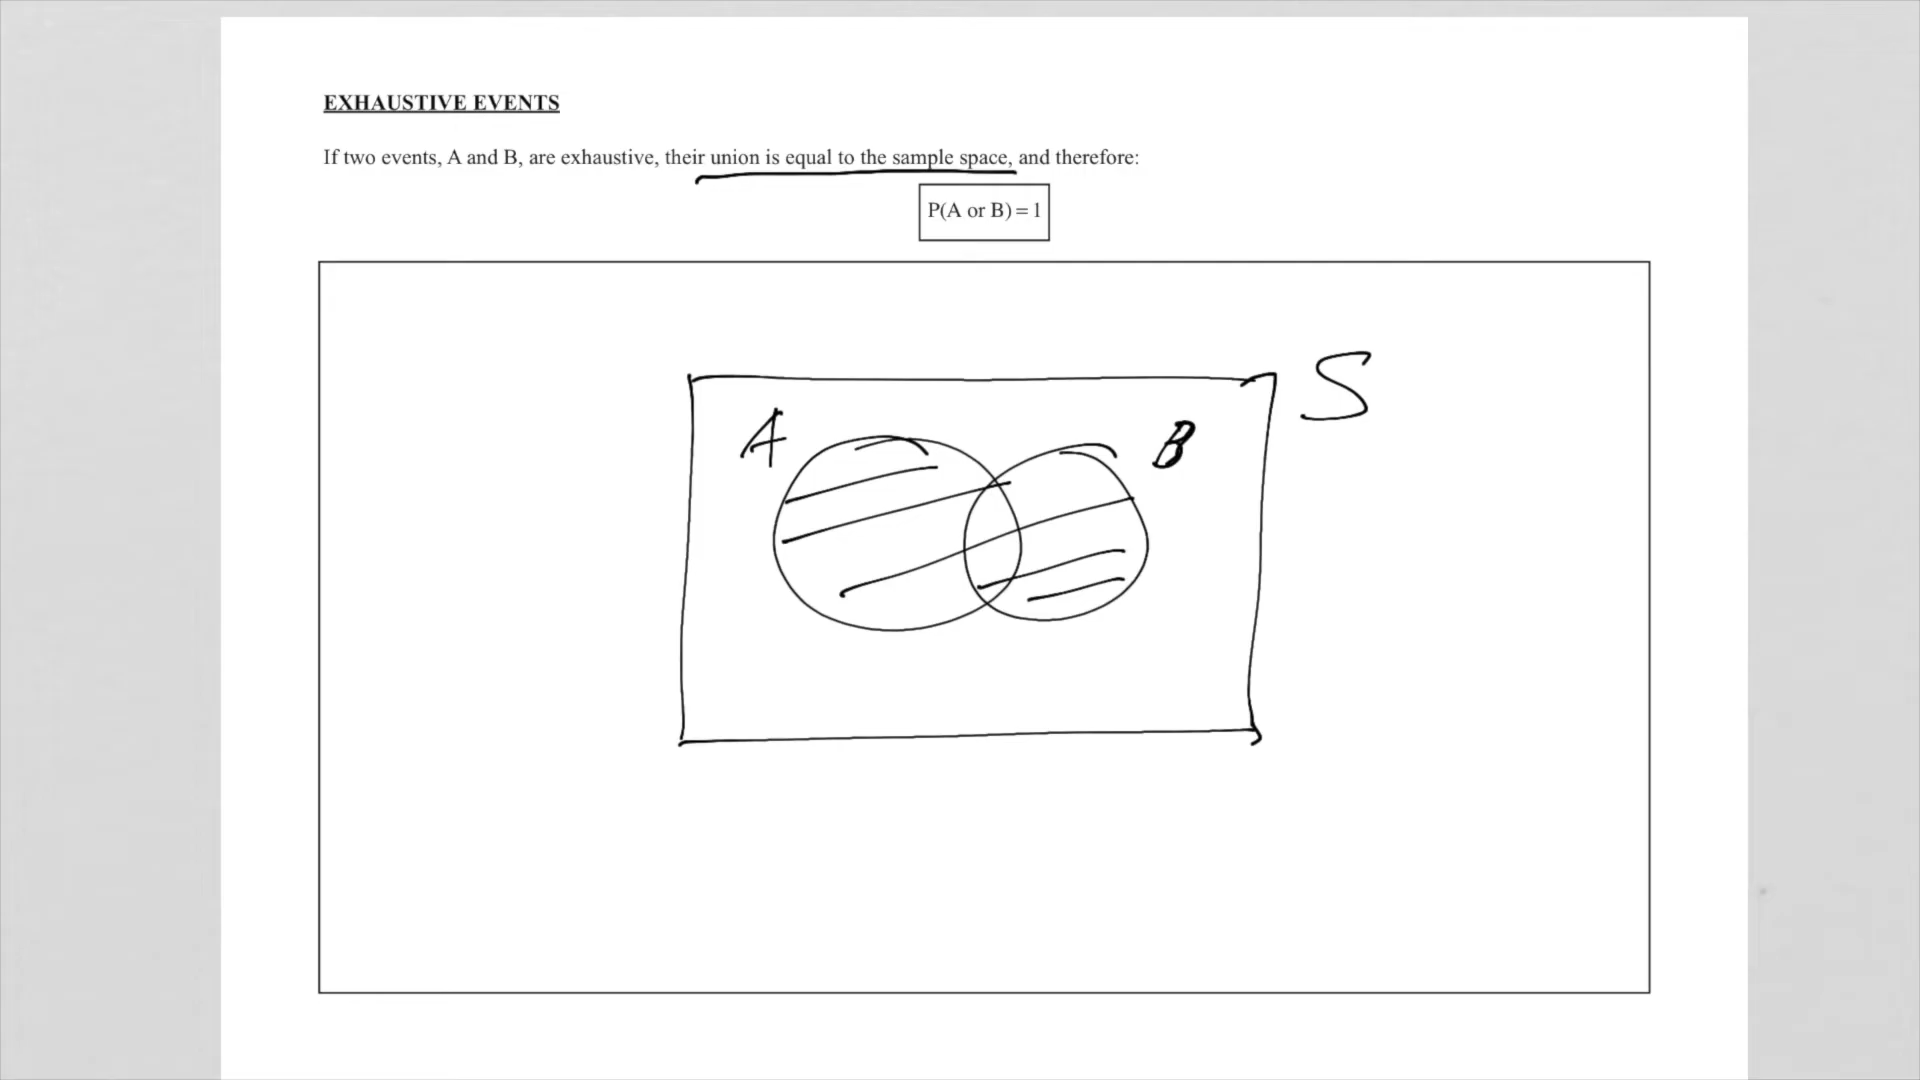 EXHAUSTIVE EVENTS
If two events, A and B, are exhaustive, their union is equal to the sample space, and therefore:
P(A or B) = 1
S
A
B